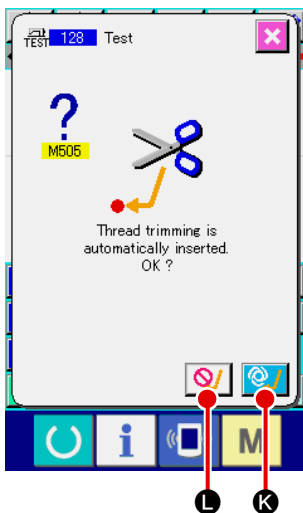 TEST 128 Test
?
M505
Thread trimming is
automatically inserted.
OK ?
i M
L K